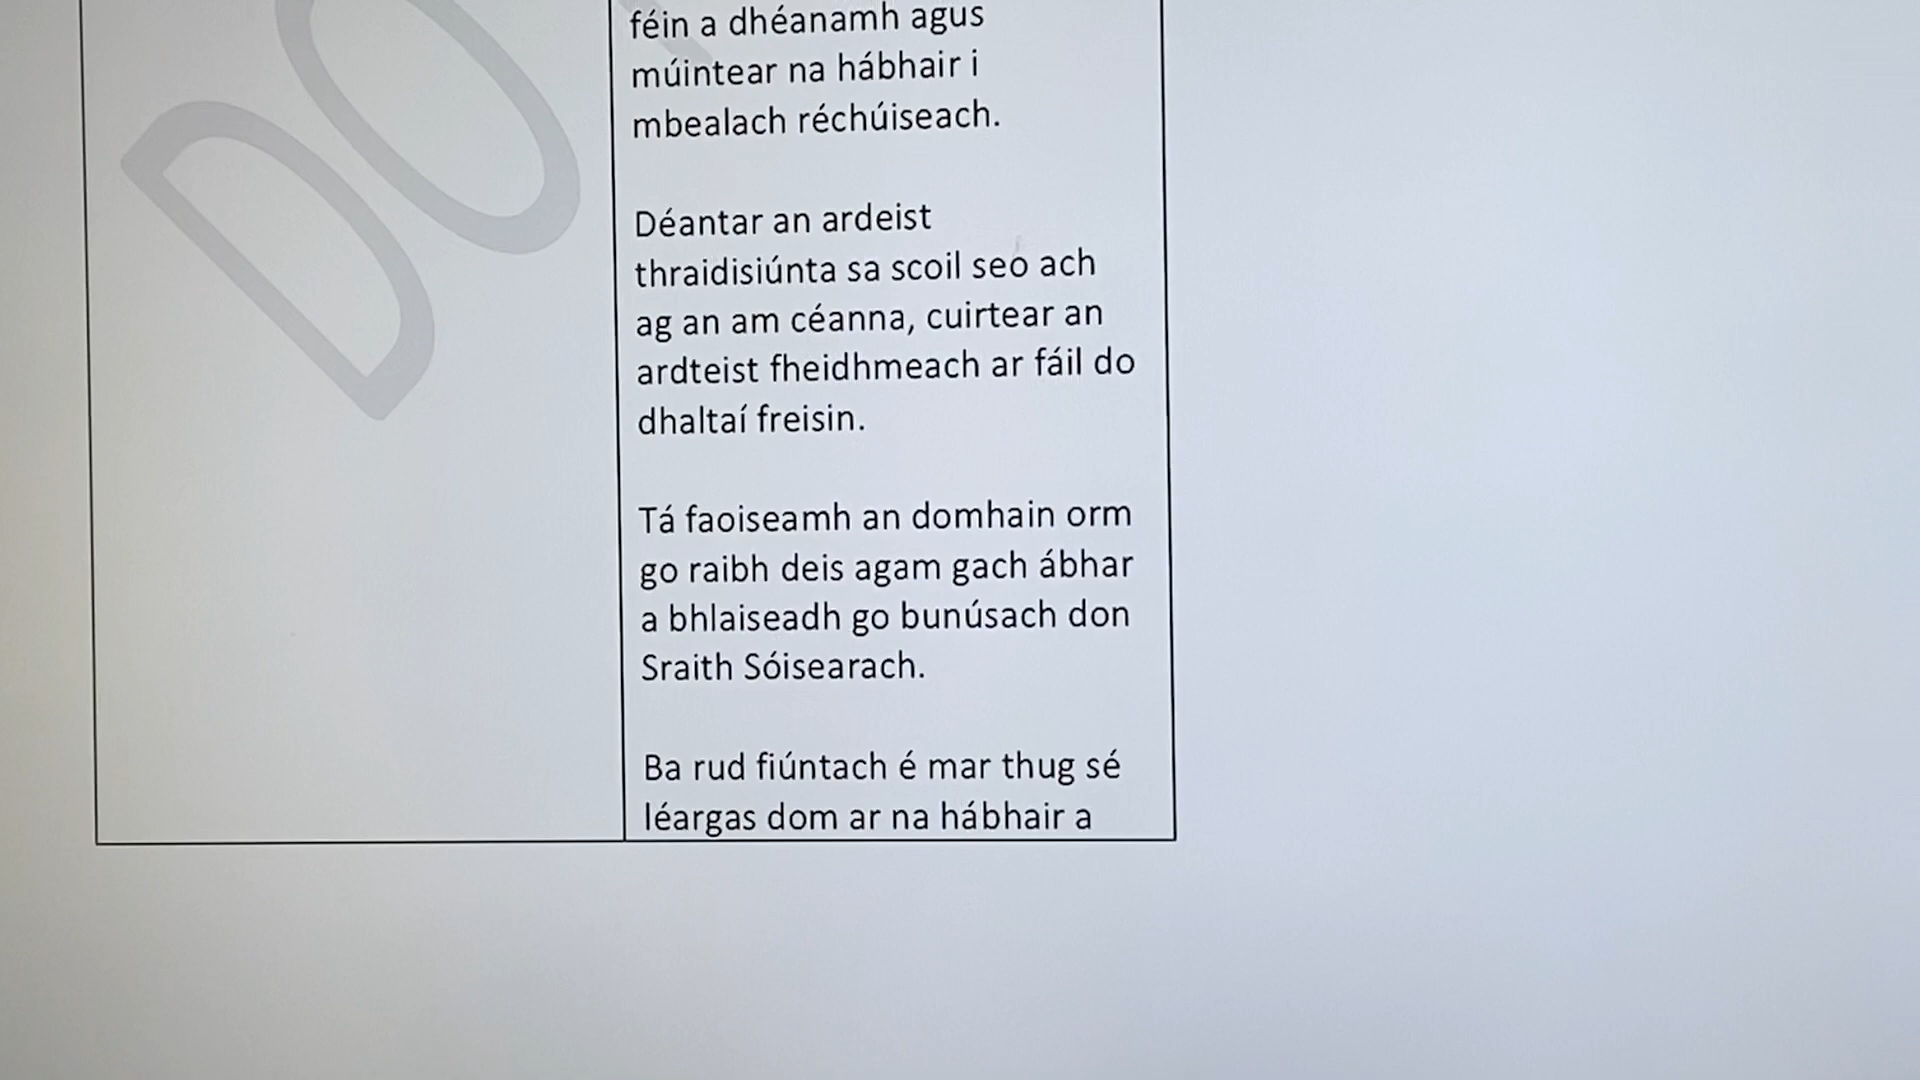 féin a dhéanamh agus
múintear na hábhair i
mbealach réchúiseach.
Déantar an ardeist
thraidisiúnta sa scoil seo ach
ag an am céanna, cuirtear an
ardteist fheidhmeach ar fáil do
dhaltaí freisin.
Tá faoiseamh an domhain orm
go raibh deis agam gach ábhar
a bhlaiseadh go bunúsach don
Sraith Sóisearach.
Ba rud fiúntach é mar thug sé
léargas dom ar na hábhair a